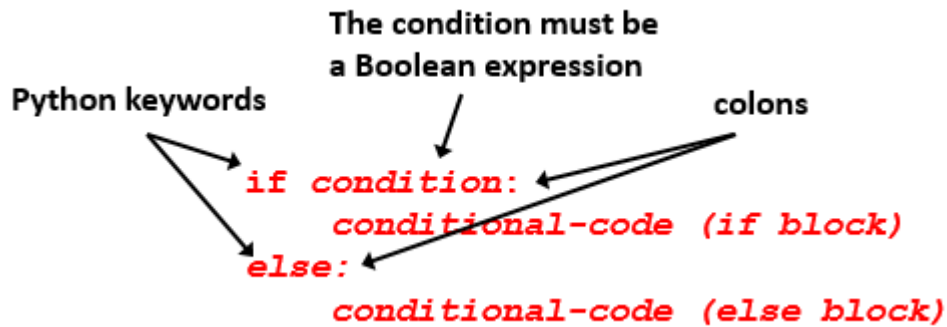 The condition must be
a Boolean expression
Python keywords
colons
if condition:
conditional-code (if block)
else:
conditional-code (else block)